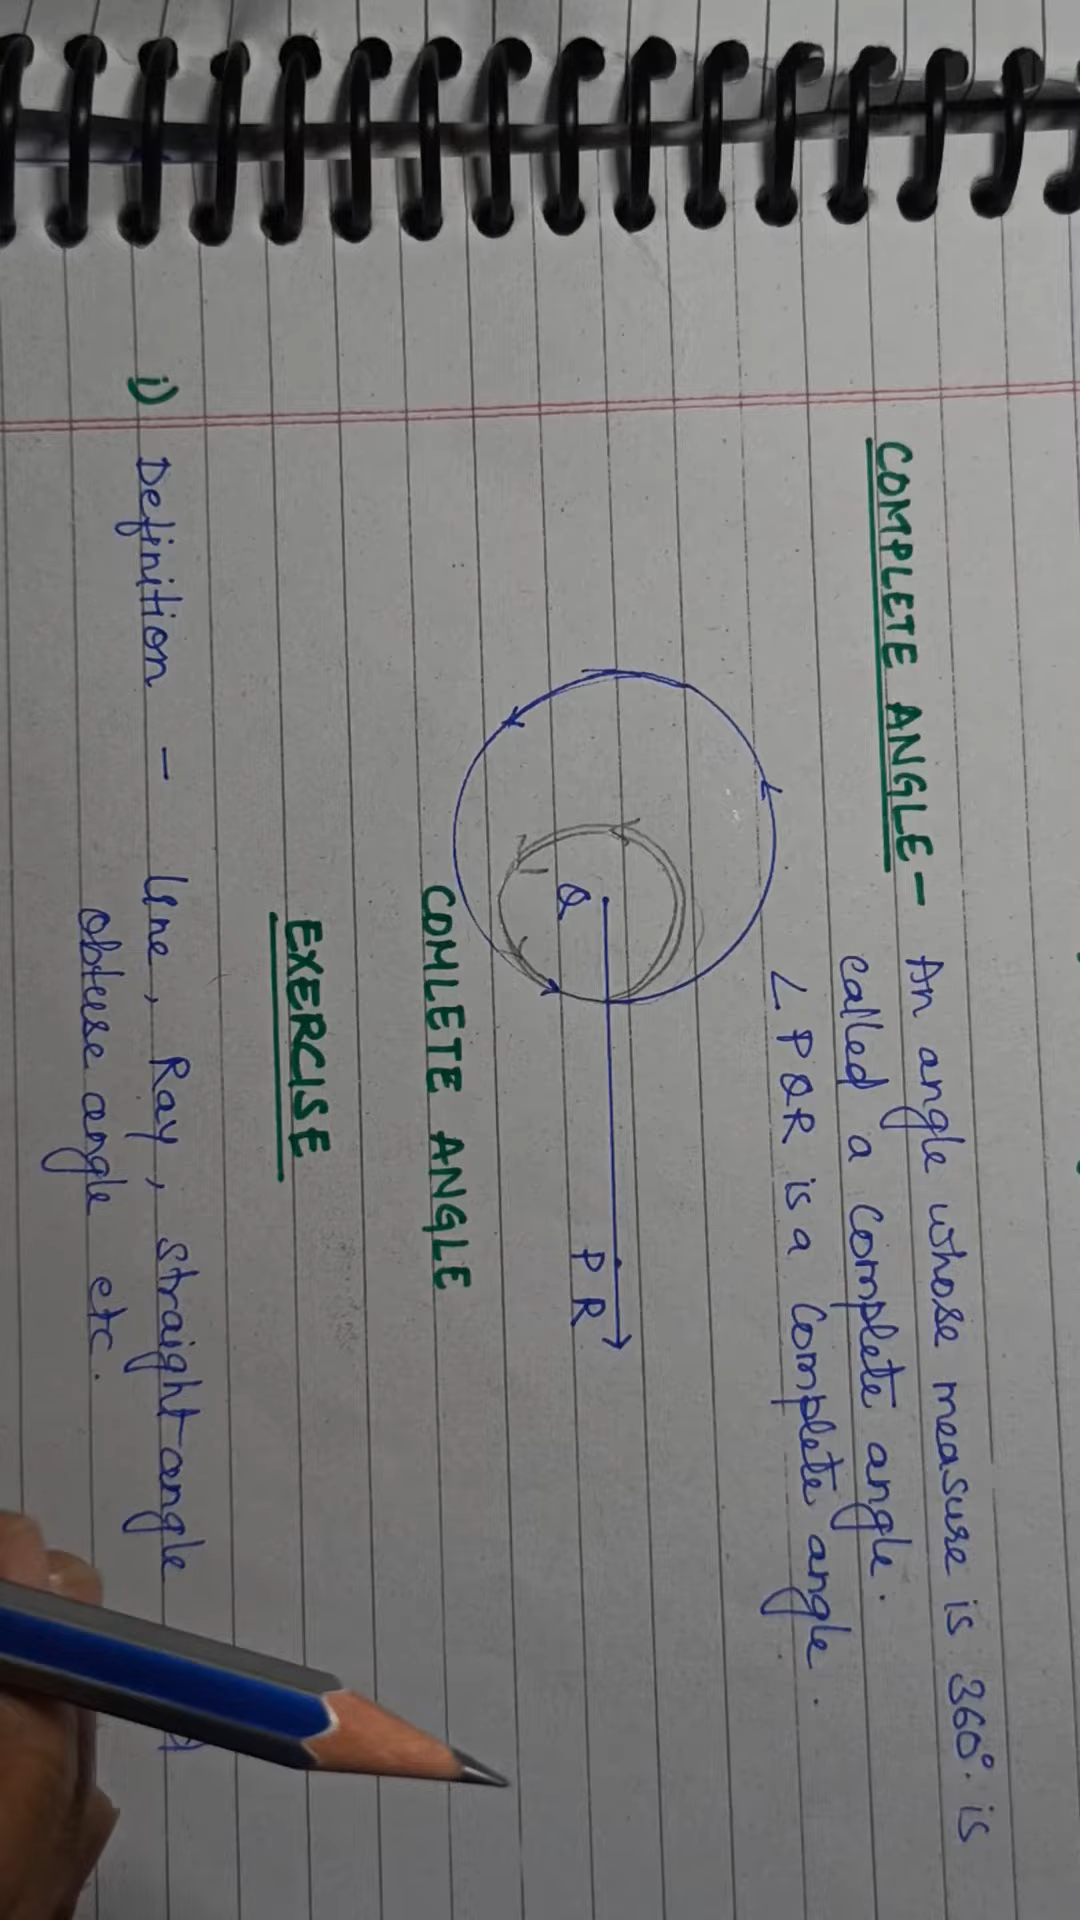 COMPLETE ANGLE - An angle whose measure is 360°. is
called a complete angle.
∠PQR is a complete angle.
Q P R
COMLETE ANGLE
EXERCISE
i) Definition - Line, Ray, straight angle
obtuse angle etc.